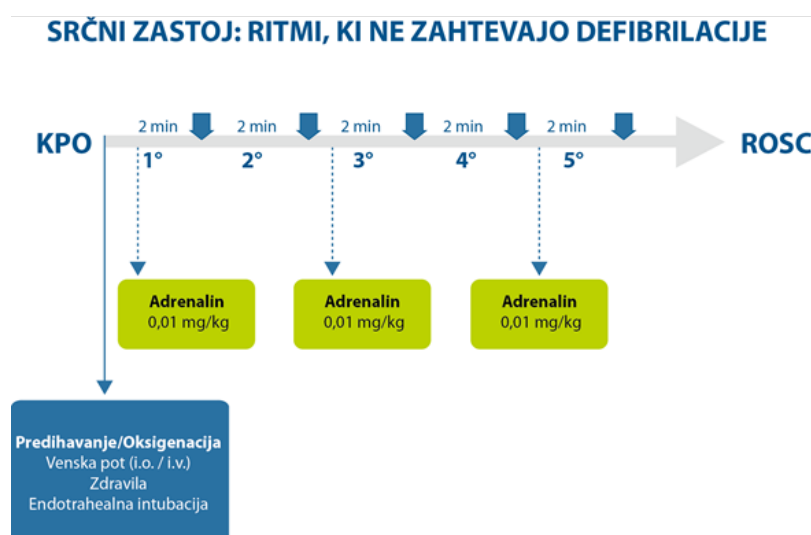 SRČNI ZASTOJ: RITMI, KI NE ZAHTEVAJO DEFIBRILACIJE
KPO
2 min
2 min
2 min
2 min
2 min
ROSC
1°
2°
3°
4°
5°
Adrenalin
0,01 mg/kg
Adrenalin
0,01 mg/kg
Adrenalin
0,01 mg/kg
Predihavanje/Oksigenacija
Venska pot (i.o. / i.v.)
Zdravila
Endotrahealna intubacija